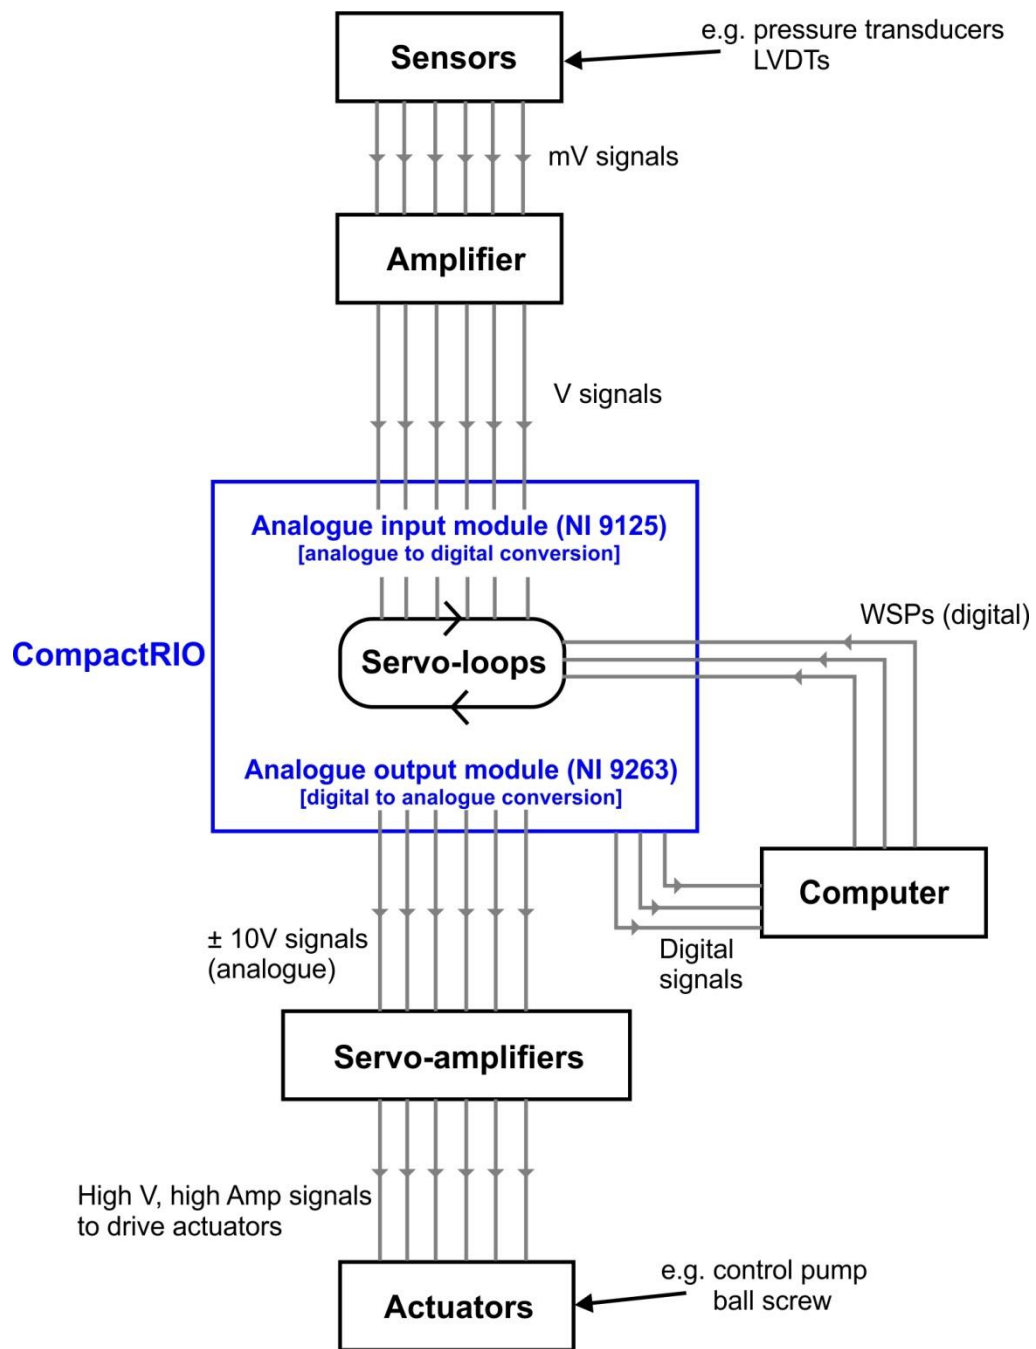 Sensors
e.g. pressure transducers
LVDTs
mV signals
Amplifier
V signals
Analogue input module (NI 9125)
[analogue to digital conversion]
CompactRIO
Servo-loops
WSPs (digital)
Analogue output module (NI 9263)
[digital to analogue conversion]
Computer
Digital
signals
± 10V signals
(analogue)
Servo-amplifiers
High V, high Amp signals
to drive actuators
Actuators
e.g. control pump
ball screw